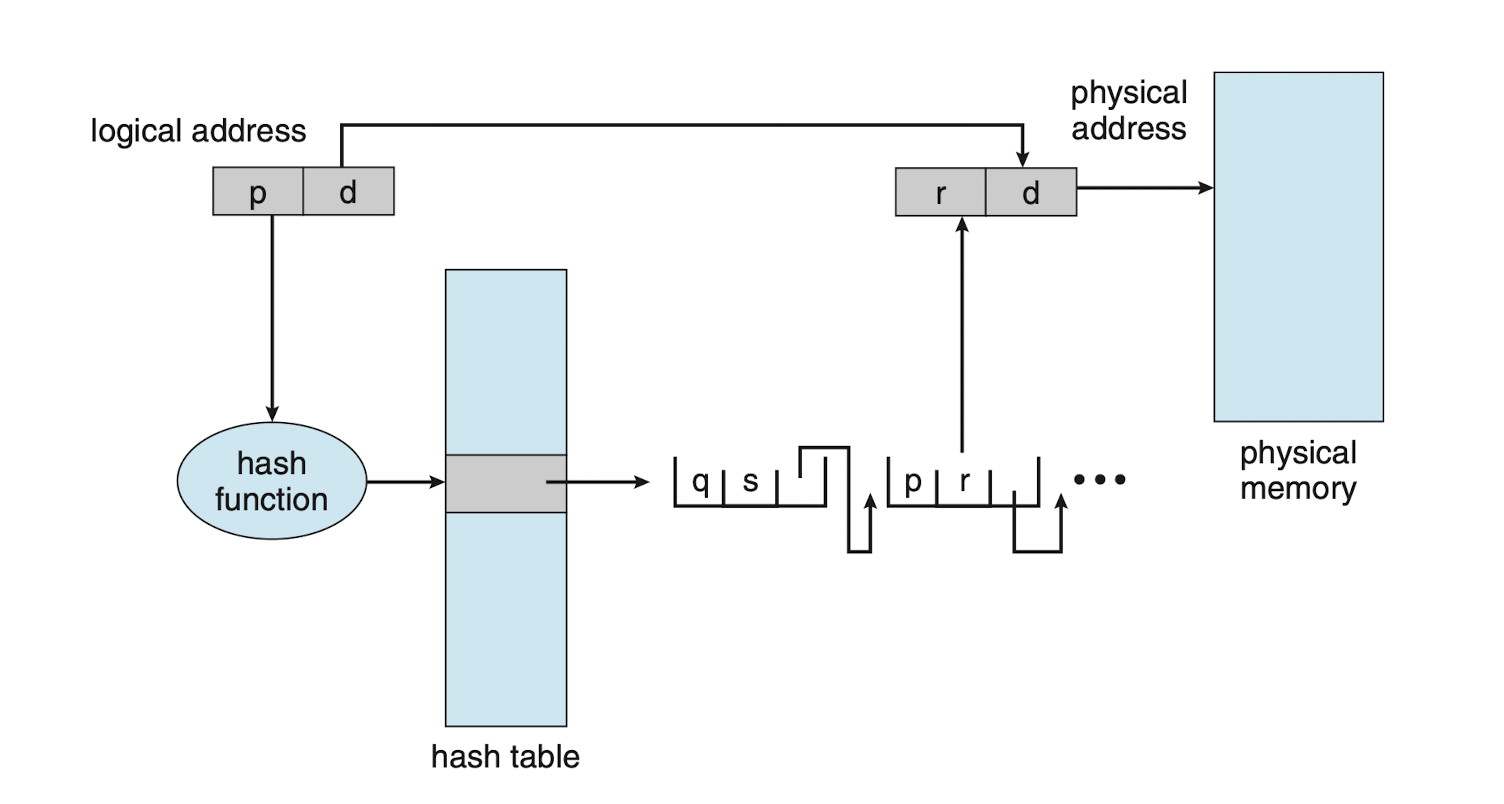 logical address
p d
physical
address
r d
hash
function
q s
p r
•••
physical
memory
hash table